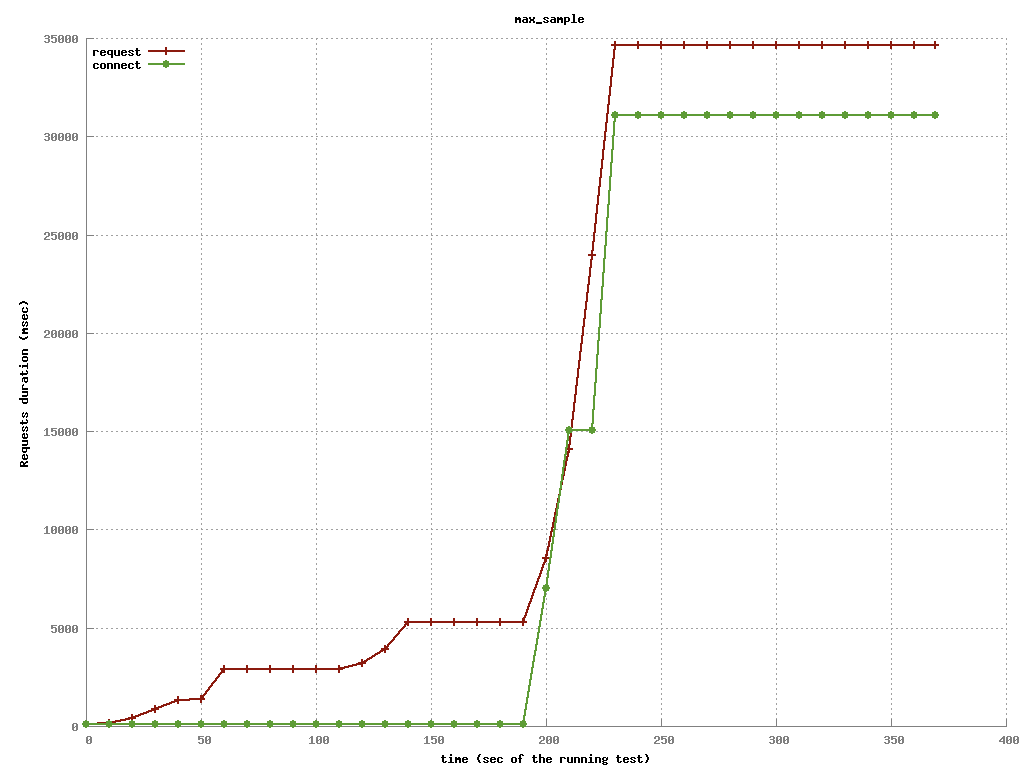 max_sample
request
connect
35000
30000
25000
20000
15000
10000
5000
0
Requests duration (msec)
0 50 100 150 200 250 300 350 400
time (sec of the running test)